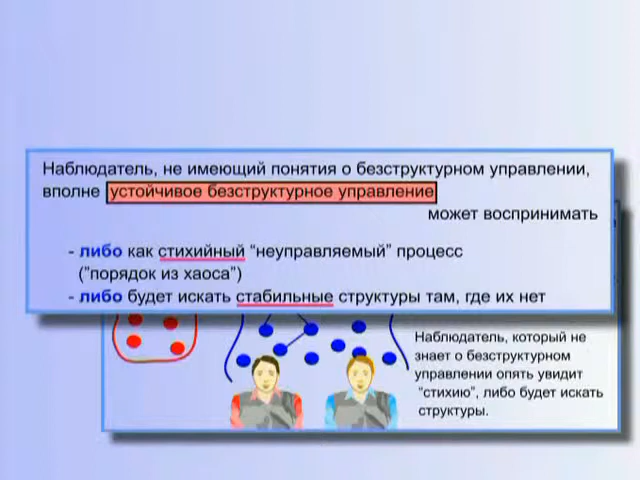 Наблюдатель, не имеющий понятия о безструктурном управлении,
вполне устойчивое безструктурное управление
может воспринимать
- либо как стихийный “неуправляемый” процесс
(”порядок из хаоса”)
- либо будет искать стабильные структуры там, где их нет
Наблюдатель, который не
знает о безструктурном
управлении опять увидит
“стихию”, либо будет искать
структуры.